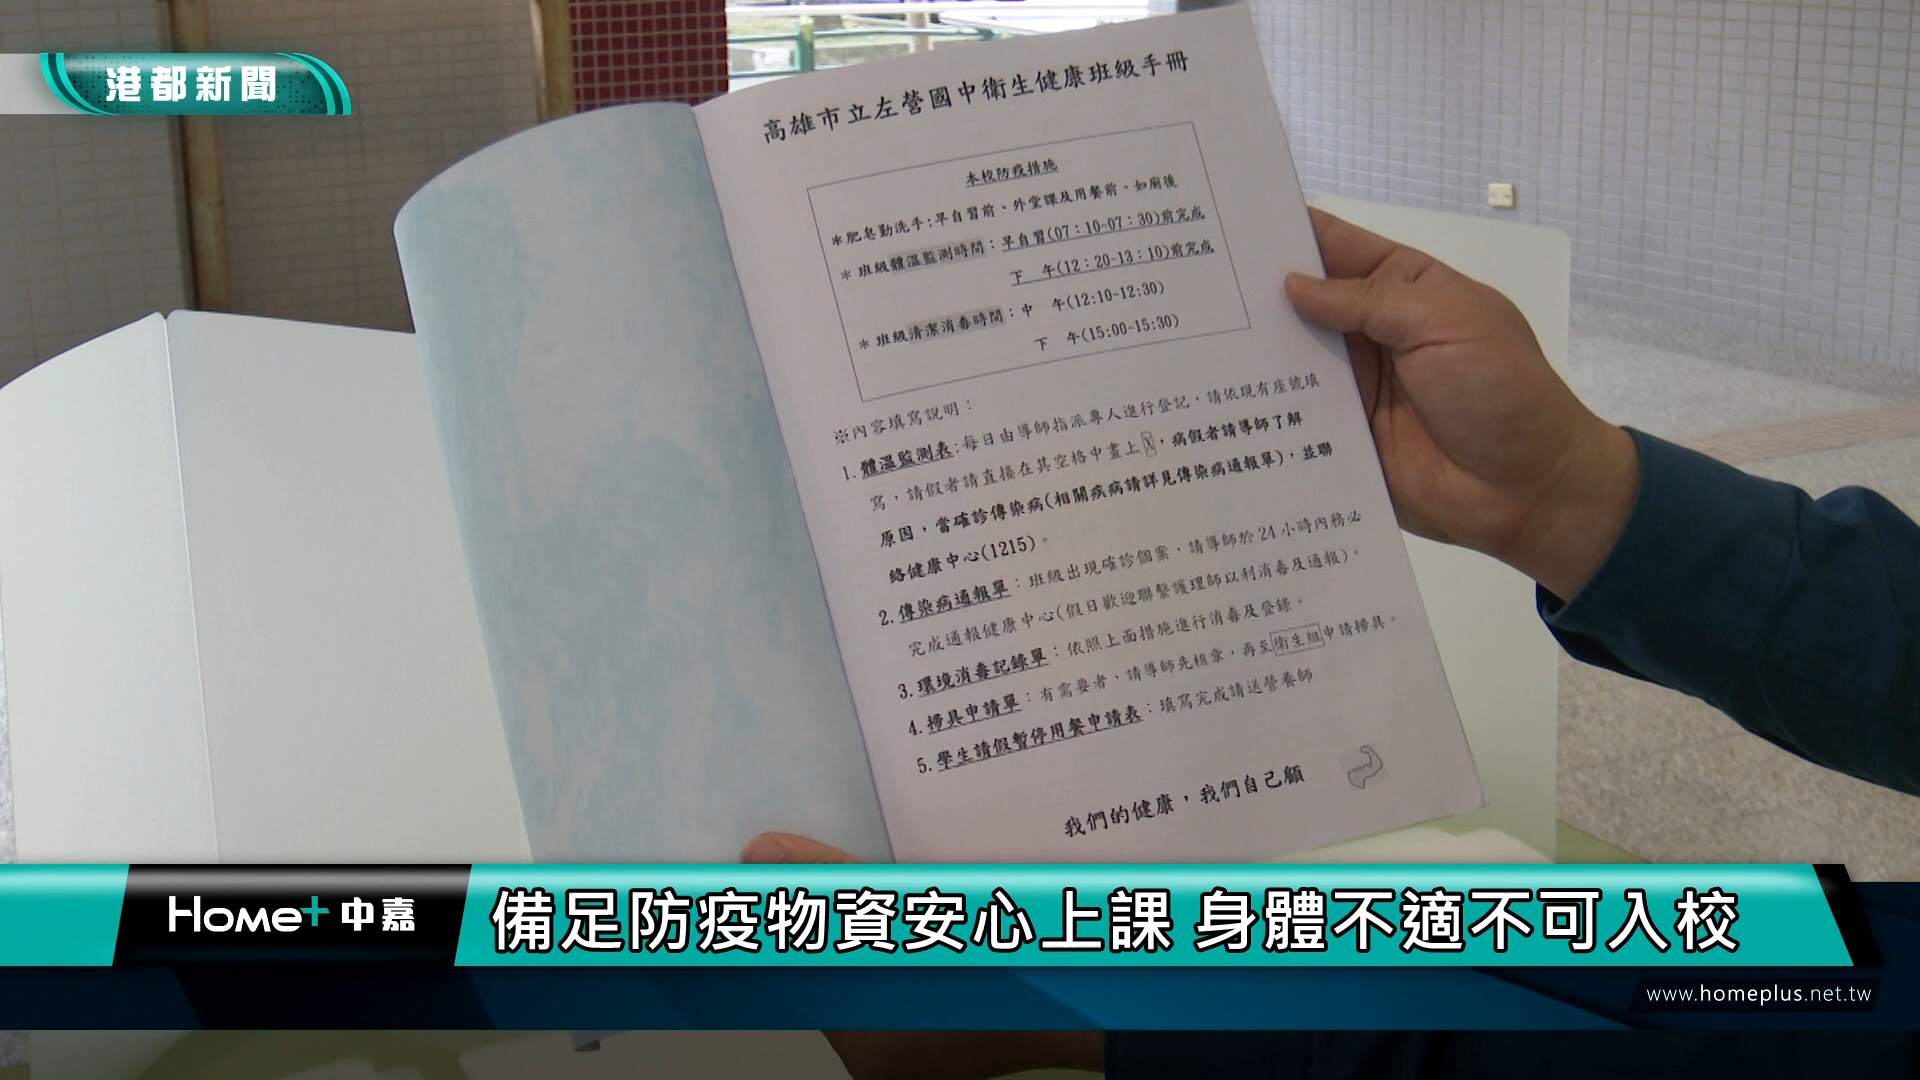 港都新聞
高雄市立左營國中衛生健康班級手冊
本校防疫措施
＊肥皂勤洗手:早自習前、外堂課及用餐前、如廁後
＊班級體溫監測時間：早自習(07：10-07：30)前完成
下 午(12：20-13：10)前完成
＊班級清潔消毒時間：中 午(12:10-12:30)
下 午(15:00-15:30)
※內容填寫說明：
1.體溫監測表:每日由導師指派專人進行登記，請依現有座號填
寫，請假者請直接在其空格中畫上X，病假者請導師了解
原因，當確診傳染病(相關疾病請詳見傳染病通報單)，並聯
絡健康中心(1215)。
2.傳染病通報單：班級出現確診個案，請導師於24小時內務必
完成通報健康中心(假日歡迎聯繫護理師以利消毒及通報)。
3.環境消毒記錄單：依照上面措施進行消毒及登錄。
4.掃具申請單：有需要者，請導師先核章，再至衛生組申請掃具。
5.學生請假暫停用餐申請表：填寫完成請送營養師
我們的健康，我們自己顧
Home+中嘉
備足防疫物資安心上課 身體不適不可入校
www.homeplus.net.tw